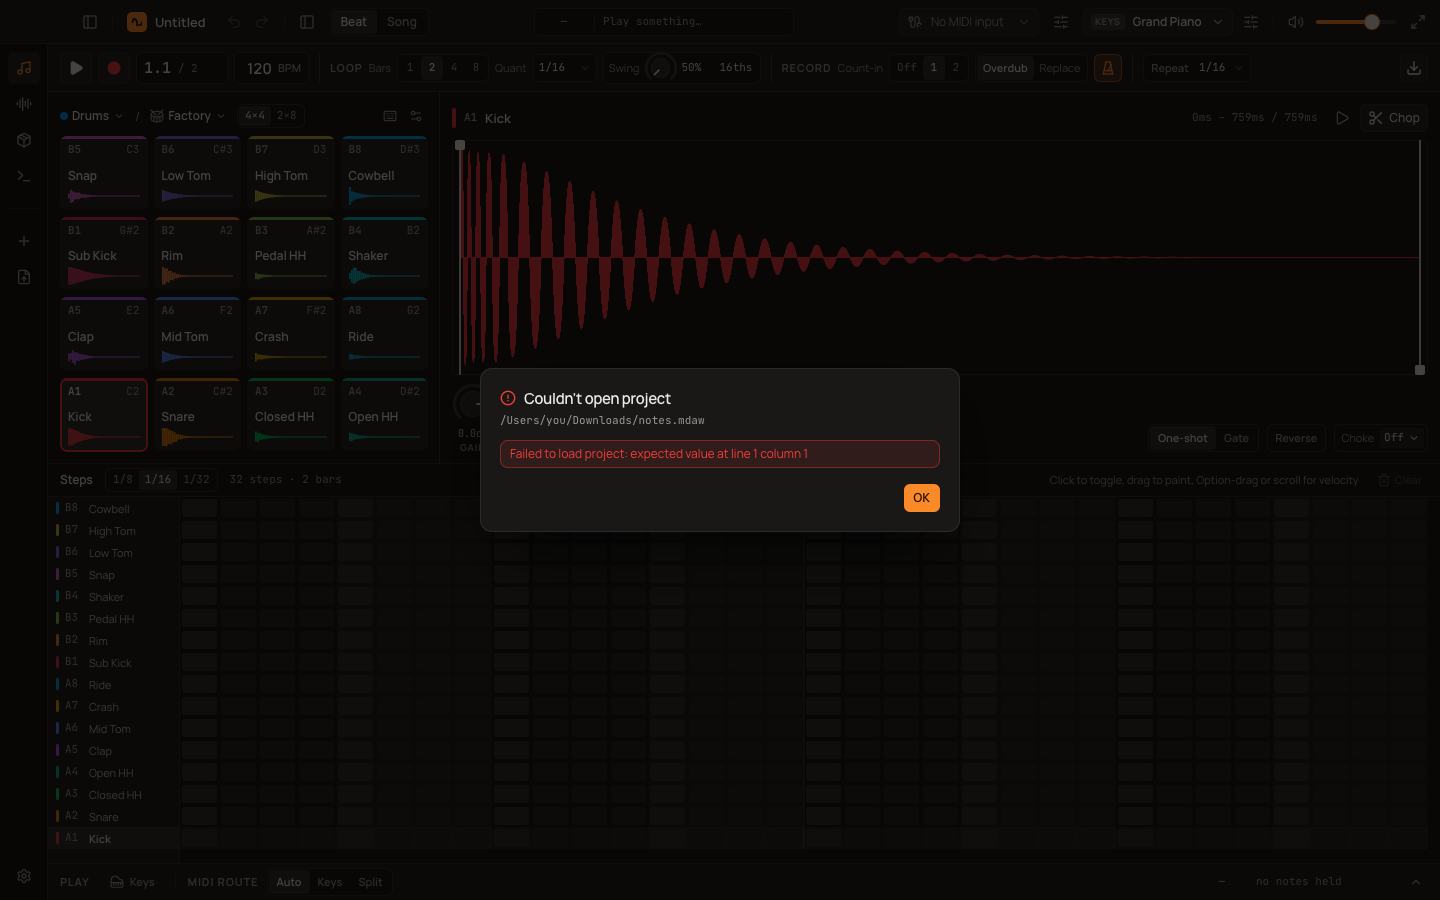 Untitled
Beat Song
–
Play something…
No MIDI input
KEYS Grand Piano
1.1 / 2
120 BPM
LOOP Bars 1 2 4 8 Quant 1/16
Swing 50% 16ths
RECORD Count-in Off 1 2 Overdub Replace
Repeat 1/16
Drums / Factory 4×4 2×8
B5 C3 B6 C#3 B7 D3 B8 D#3
Snap Low Tom High Tom Cowbell
B1 G#2 B2 A2 B3 A#2 B4 B2
Sub Kick Rim Pedal HH Shaker
A5 E2 A6 F2 A7 F#2 A8 G2
Clap Mid Tom Crash Ride
A1 C2 A2 C#2 A3 D2 A4 D#2
Kick Snare Closed HH Open HH
A1 Kick
0ms – 759ms / 759ms
Chop
Couldn't open project
/Users/you/Downloads/notes.mdaw
Failed to load project: expected value at line 1 column 1
OK
One-shot Gate Reverse Choke Off
Steps 1/8 1/16 1/32 32 steps · 2 bars
Click to toggle, drag to paint, Option-drag or scroll for velocity
Clear
B8 Cowbell
B7 High Tom
B6 Low Tom
B5 Snap
B4 Shaker
B3 Pedal HH
B2 Rim
B1 Sub Kick
A8 Ride
A7 Crash
A6 Mid Tom
A5 Clap
A4 Open HH
A3 Closed HH
A2 Snare
A1 Kick
PLAY Keys MIDI ROUTE Auto Keys Split
– no notes held